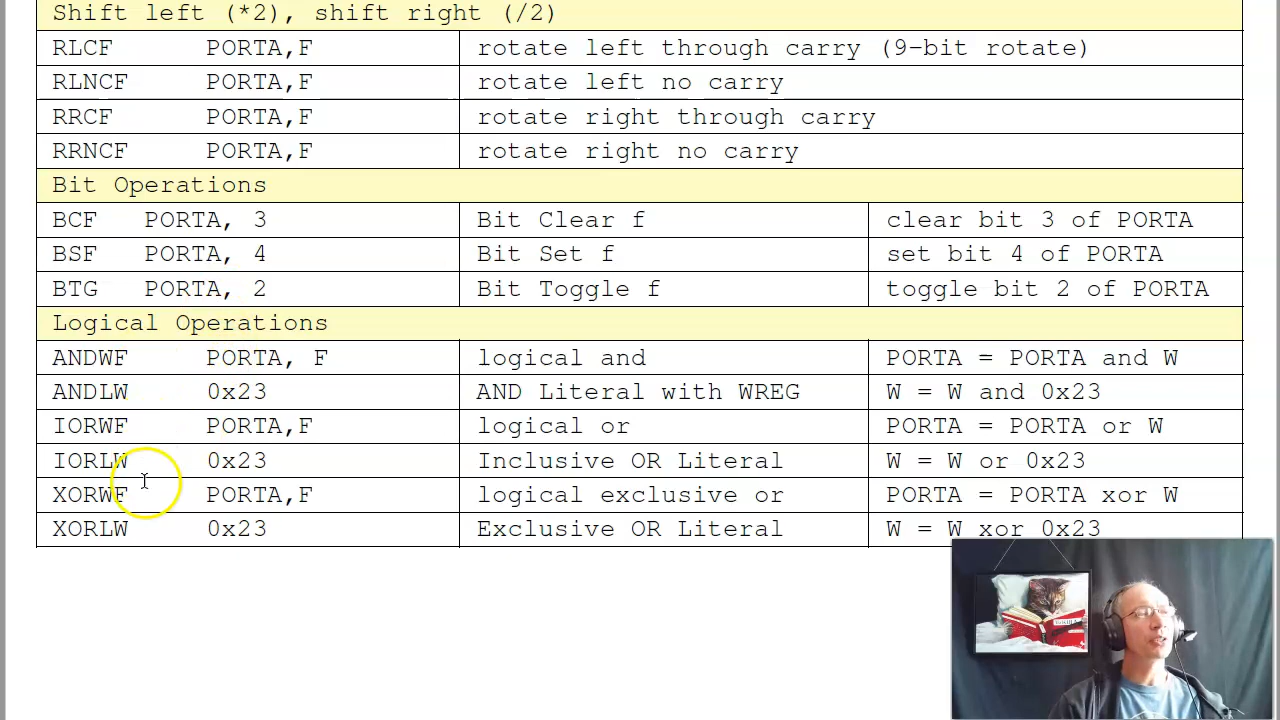 Shift left (*2), shift right (/2)
RLCF PORTA,F rotate left through carry (9-bit rotate)
RLNCF PORTA,F rotate left no carry
RRCF PORTA,F rotate right through carry
RRNCF PORTA,F rotate right no carry
Bit Operations
BCF PORTA, 3 Bit Clear f clear bit 3 of PORTA
BSF PORTA, 4 Bit Set f set bit 4 of PORTA
BTG PORTA, 2 Bit Toggle f toggle bit 2 of PORTA
Logical Operations
ANDWF PORTA, F logical and PORTA = PORTA and W
ANDLW 0x23 AND Literal with WREG W = W and 0x23
IORWF PORTA,F logical or PORTA = PORTA or W
IORLW 0x23 Inclusive OR Literal W = W or 0x23
XORWF PORTA,F logical exclusive or PORTA = PORTA xor W
XORLW 0x23 Exclusive OR Literal W = W xor 0x23